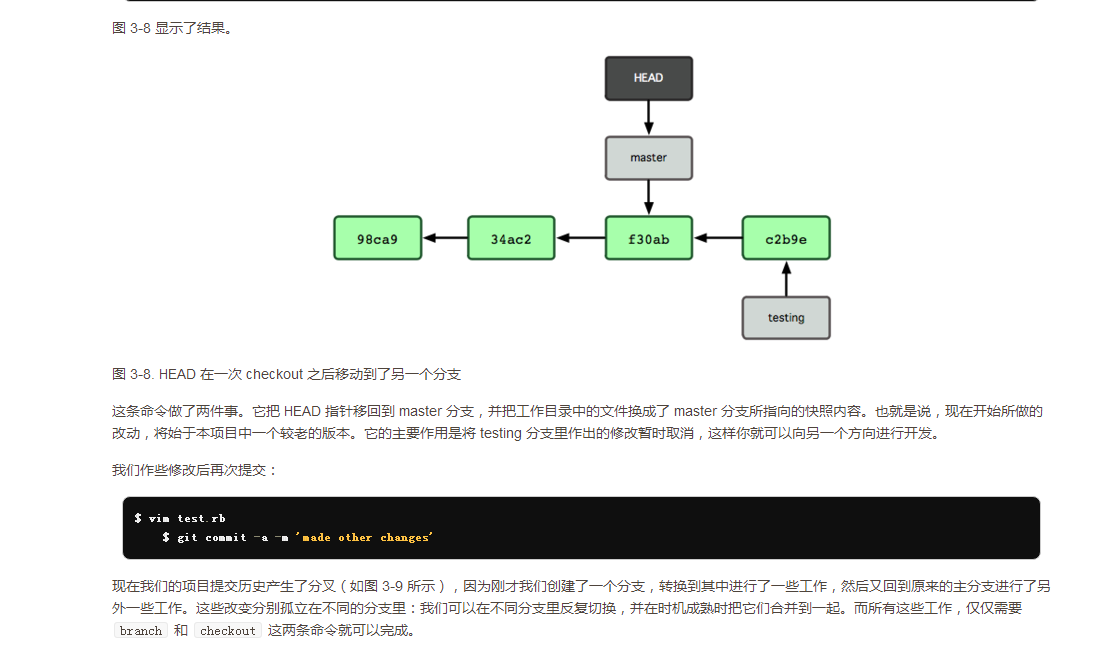 图 3-8 显示了结果。
HEAD
master
98ca9
34ac2
f30ab
c2b9e
testing
图 3-8. HEAD 在一次 checkout 之后移动到了另一个分支
这条命令做了两件事。它把 HEAD 指针移回到 master 分支，并把工作目录中的文件换成了 master 分支所指向的快照内容。也就是说，现在开始所做的
改动，将始于本项目中一个较老的版本。它的主要作用是将 testing 分支里作出的修改暂时取消，这样你就可以向另一个方向进行开发。
我们作些修改后再次提交：
$ vim test.rb
$ git commit -a -m 'made other changes'
现在我们的项目提交历史产生了分叉（如图 3-9 所示），因为刚才我们创建了一个分支，转换到其中进行了一些工作，然后又回到原来的主分支进行了另
外一些工作。这些改变分别孤立在不同的分支里：我们可以在不同分支里反复切换，并在时机成熟时把它们合并到一起。而所有这些工作，仅仅需要
branch 和 checkout 这两条命令就可以完成。